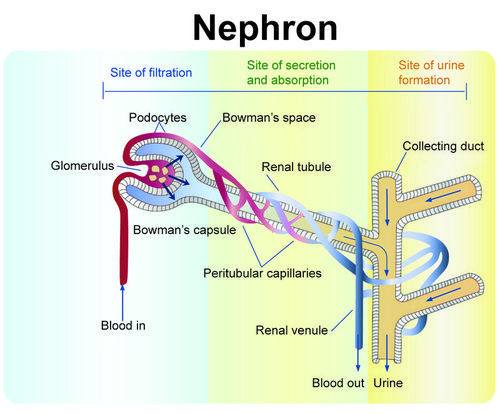 Nephron
Site of filtration
Site of secretion
and absorption
Site of urine
formation
Podocytes
Bowman's space
Glomerulus
Renal tubule
Collecting duct
Bowman's capsule
Peritubular capillaries
Blood in
Renal venule
Blood out
Urine